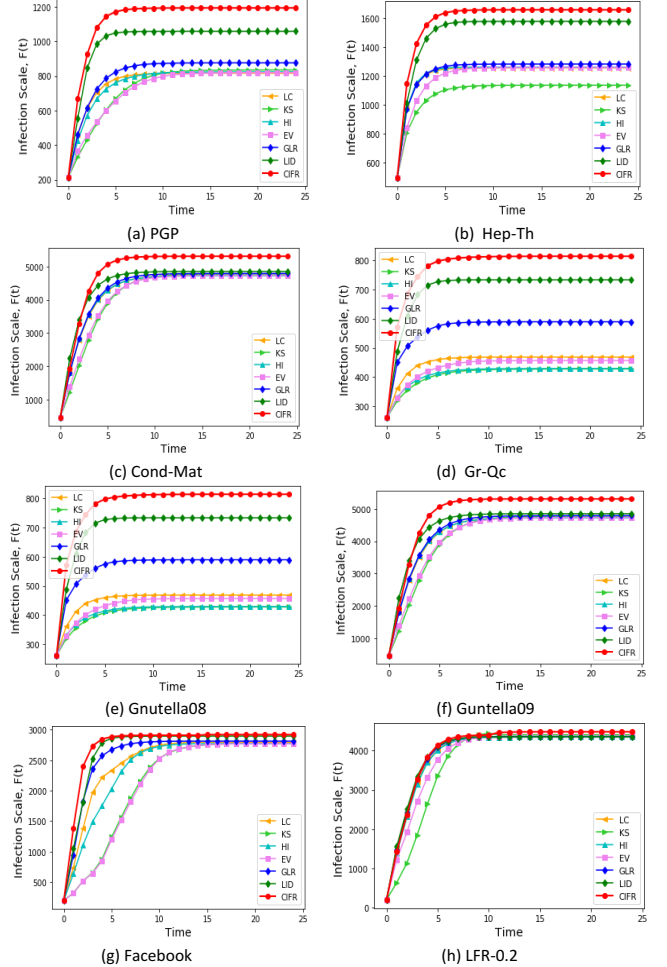 1200
1000
800
600
400
200
Infection Scale, F(t)
LC
KS
HI
EV
GLR
LID
CIFR
0
5
10
15
20
25
Time
(a) PGP
1600
1400
1200
1000
800
600
Infection Scale, F(t)
LC
KS
HI
EV
GLR
LID
CIFR
0
5
10
15
20
25
Time
(b) Hep-Th
5000
4000
3000
2000
1000
Infection Scale, F(t)
LC
KS
HI
EV
GLR
LID
CIFR
0
5
10
15
20
25
Time
(c) Cond-Mat
800
700
600
500
400
300
Infection Scale, F(t)
LC
KS
HI
EV
GLR
LID
CIFR
0
5
10
15
20
25
Time
(d) Gr-Qc
800
700
600
500
400
300
Infection Scale, F(t)
LC
KS
HI
EV
GLR
LID
CIFR
0
5
10
15
20
25
Time
(e) Gnutella08
5000
4000
3000
2000
1000
Infection Scale, F(t)
LC
KS
HI
EV
GLR
LID
CIFR
0
5
10
15
20
25
Time
(f) Guntella09
3000
2500
2000
1500
1000
500
Infection Scale, F(t)
LC
KS
HI
EV
GLR
LID
CIFR
0
5
10
15
20
25
Time
(g) Facebook
4000
3000
2000
1000
Infection Scale, F(t)
LC
KS
HI
EV
GLR
LID
CIFR
0
5
10
15
20
25
Time
(h) LFR-0.2